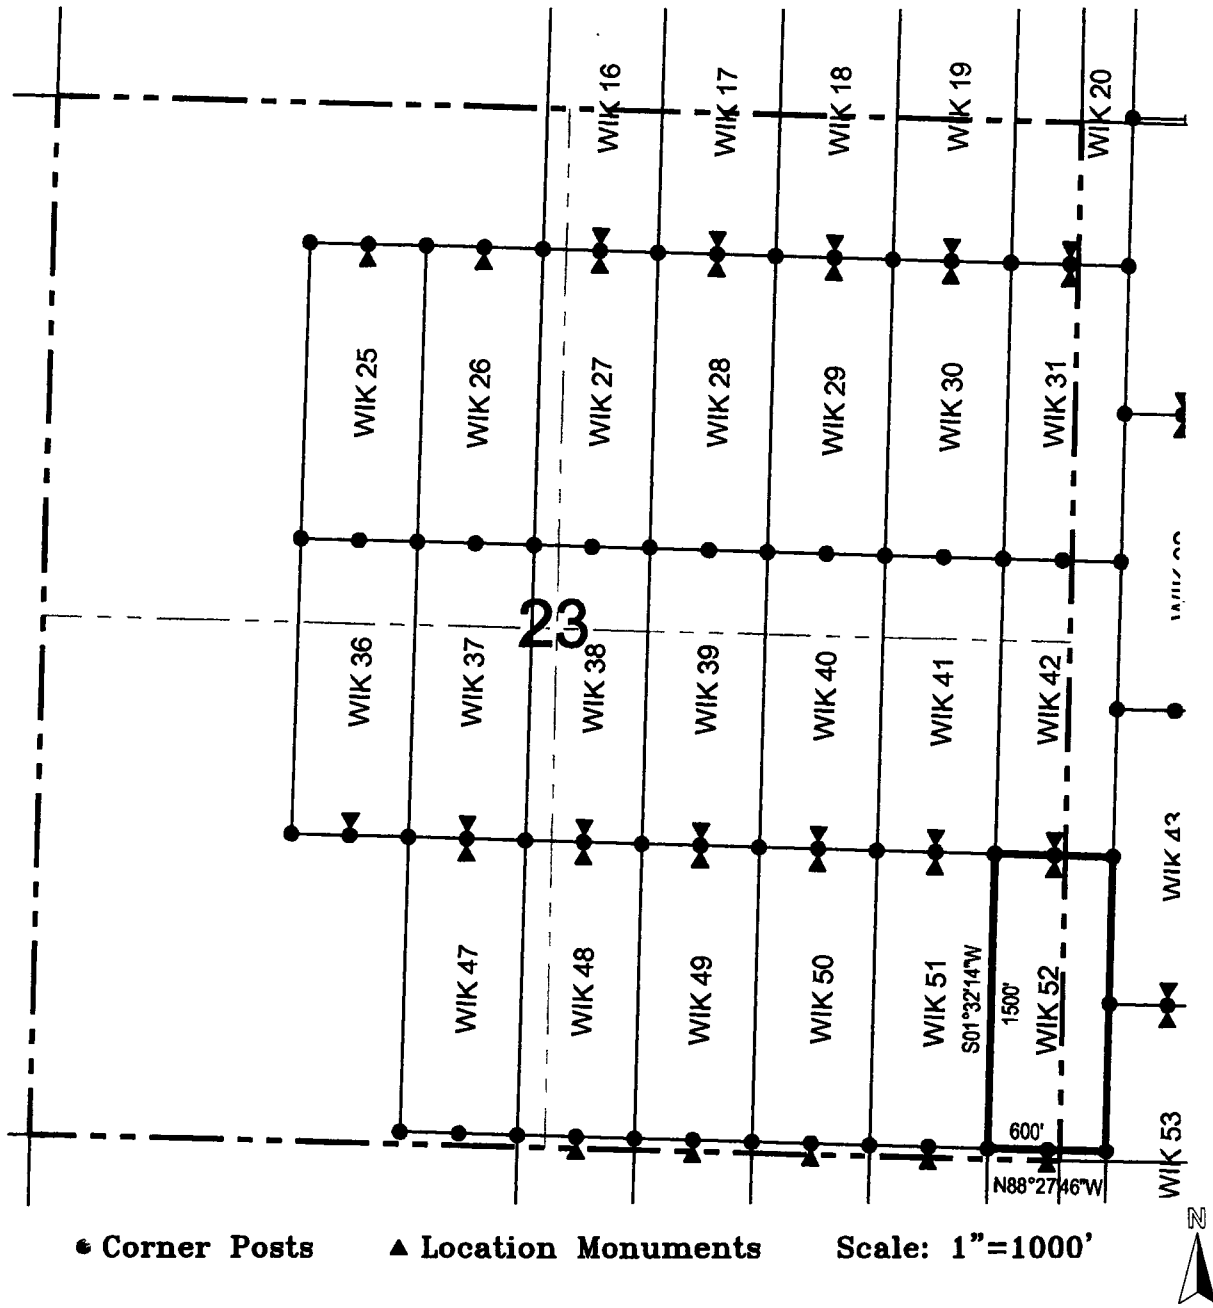 WIK 16
WIK 17
WIK 18
WIK 19
WIK 20
WIK 25
WIK 26
WIK 27
WIK 28
WIK 29
WIK 30
WIK 31
23
WIK 36
WIK 37
WIK 38
WIK 39
WIK 40
WIK 41
WIK 42
WIK 43
WIK 47
WIK 48
WIK 49
WIK 50
WIK 51
S01°32'14"W
1500'
WIK 52
600'
WIK 53
N88°27'46"W
Corner Posts
Location Monuments
Scale: 1"=1000'
N